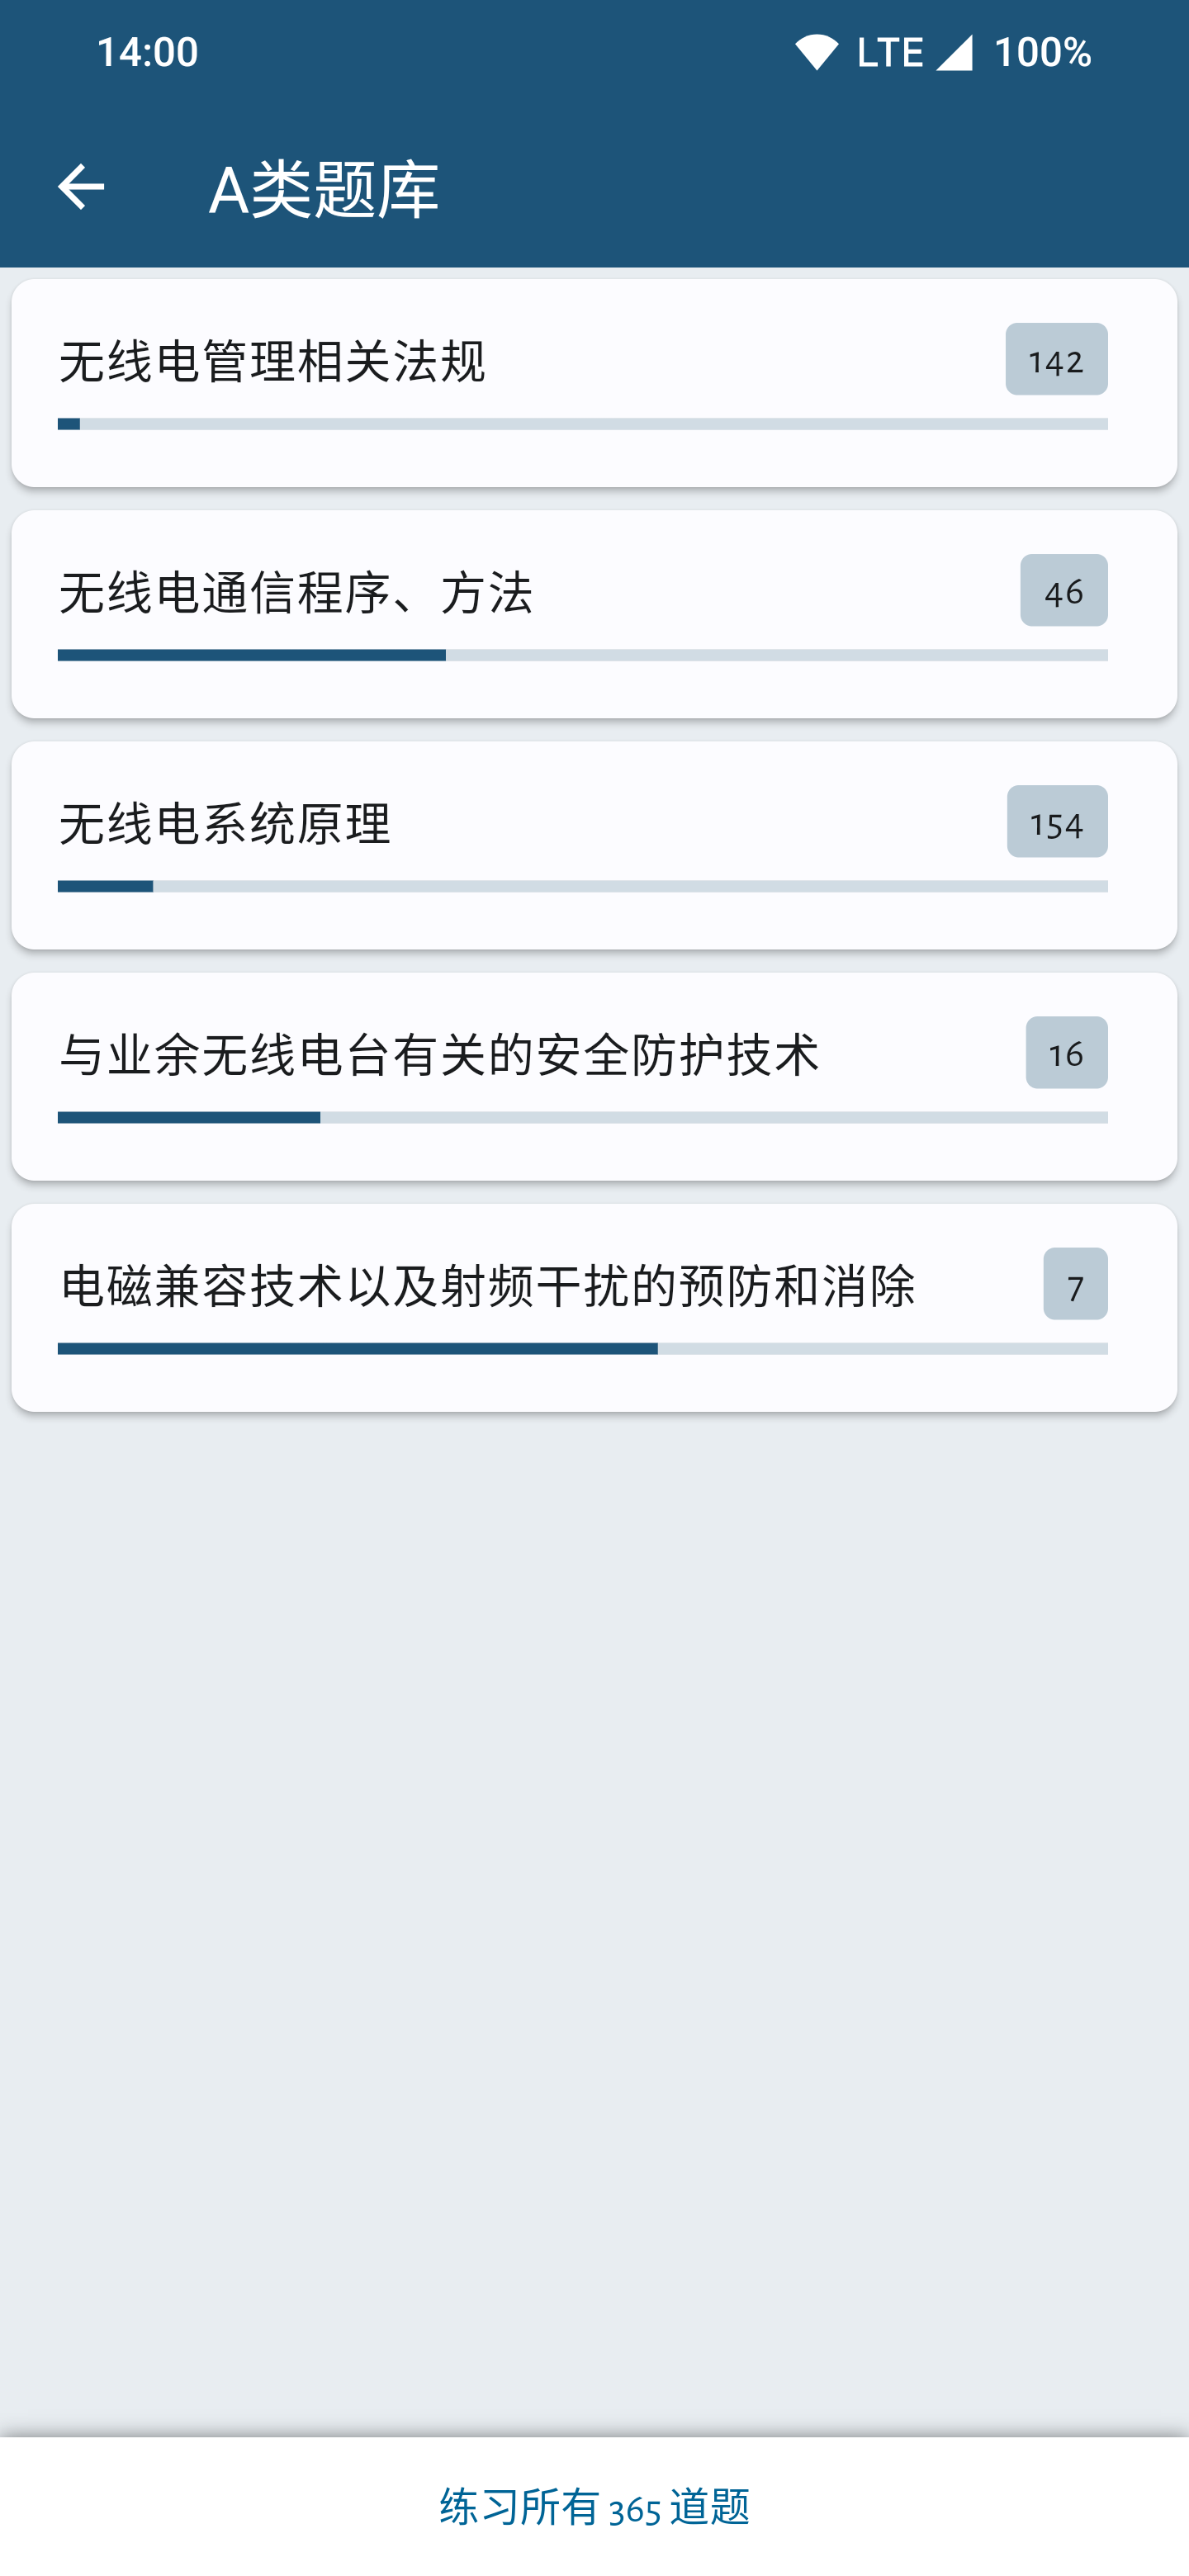 14:00 LTE 100%
A类题库
无线电管理相关法规 142
无线电通信程序、方法 46
无线电系统原理 154
与业余无线电台有关的安全防护技术 16
电磁兼容技术以及射频干扰的预防和消除 7
练习所有 365 道题